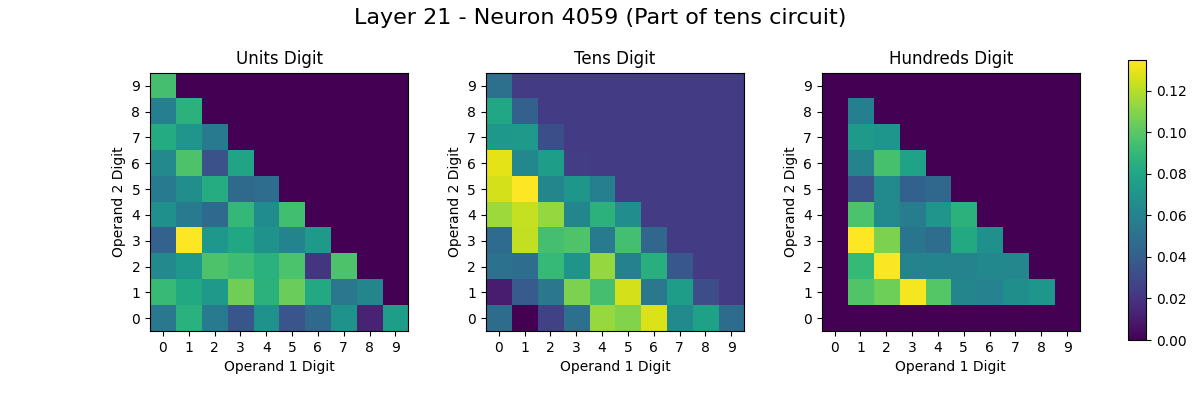 Layer 21 - Neuron 4059 (Part of tens circuit)
Units Digit
Operand 2 Digit
9
8
7
6
5
4
3
2
1
0
0 1 2 3 4 5 6 7 8 9
Operand 1 Digit
Tens Digit
Operand 2 Digit
9
8
7
6
5
4
3
2
1
0
0 1 2 3 4 5 6 7 8 9
Operand 1 Digit
Hundreds Digit
Operand 2 Digit
9
8
7
6
5
4
3
2
1
0
0 1 2 3 4 5 6 7 8 9
Operand 1 Digit
0.12
0.10
0.08
0.06
0.04
0.02
0.00